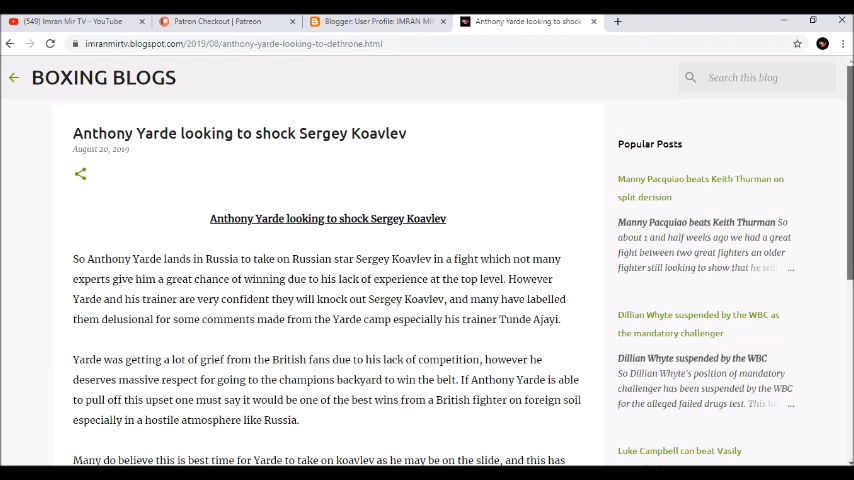 (549) Imran Mir TV - YouTube
Patron Checkout | Patreon
Blogger: User Profile: IMRAN MI
Anthony Yarde looking to shock
imranmirtv.blogspot.com/2019/08/anthony-yarde-looking-to-dethrone.html
BOXING BLOGS
Search this blog
Anthony Yarde looking to shock Sergey Koavlev
August 20, 2019
Anthony Yarde looking to shock Sergey Koavlev
So Anthony Yarde lands in Russia to take on Russian star Sergey Koavlev in a fight which not many
experts give him a great chance of winning due to his lack of experience at the top level. However
Yarde and his trainer are very confident they will knock out Sergey Koavlev, and many have labelled
them delusional for some comments made from the Yarde camp especially his trainer Tunde Ajayi.
Yarde was getting a lot of grief from the British fans due to his lack of competition, however he
deserves massive respect for going to the champions backyard to win the belt. If Anthony Yarde is able
to pull off this upset one must say it would be one of the best wins from a British fighter on foreign soil
especially in a hostile atmosphere like Russia.
Many do believe this is best time for Yarde to take on koavlev as he may be on the slide, and this has
Popular Posts
Manny Pacquiao beats Keith Thurman on
split decision
Manny Pacquiao beats Keith Thurman So
about 1 and half weeks ago we had a great
fight between two great fighters an older
fighter still looking to show that he still ...
Dillian Whyte suspended by the WBC as
the mandatory challenger
Dillian Whyte suspended by the WBC
So Dillian Whyte's position of mandatory
challenger has been suspended by the WBC
for the alleged failed drugs test. This ...
Luke Campbell can beat Vasily